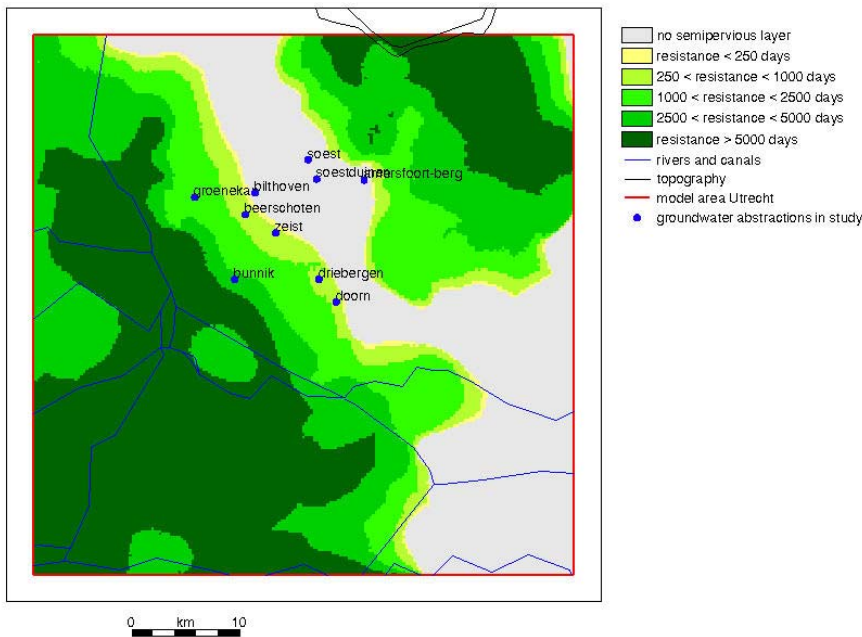 no semipervious layer
resistance < 250 days
250 < resistance < 1000 days
1000 < resistance < 2500 days
2500 < resistance < 5000 days
resistance > 5000 days
rivers and canals
topography
model area Utrecht
groundwater abstractions in study
soest
soestduinen
amersfoort-berg
bilthoven
groeneka
beerschoten
zeist
bunnik
driebergen
doorn
0 km 10